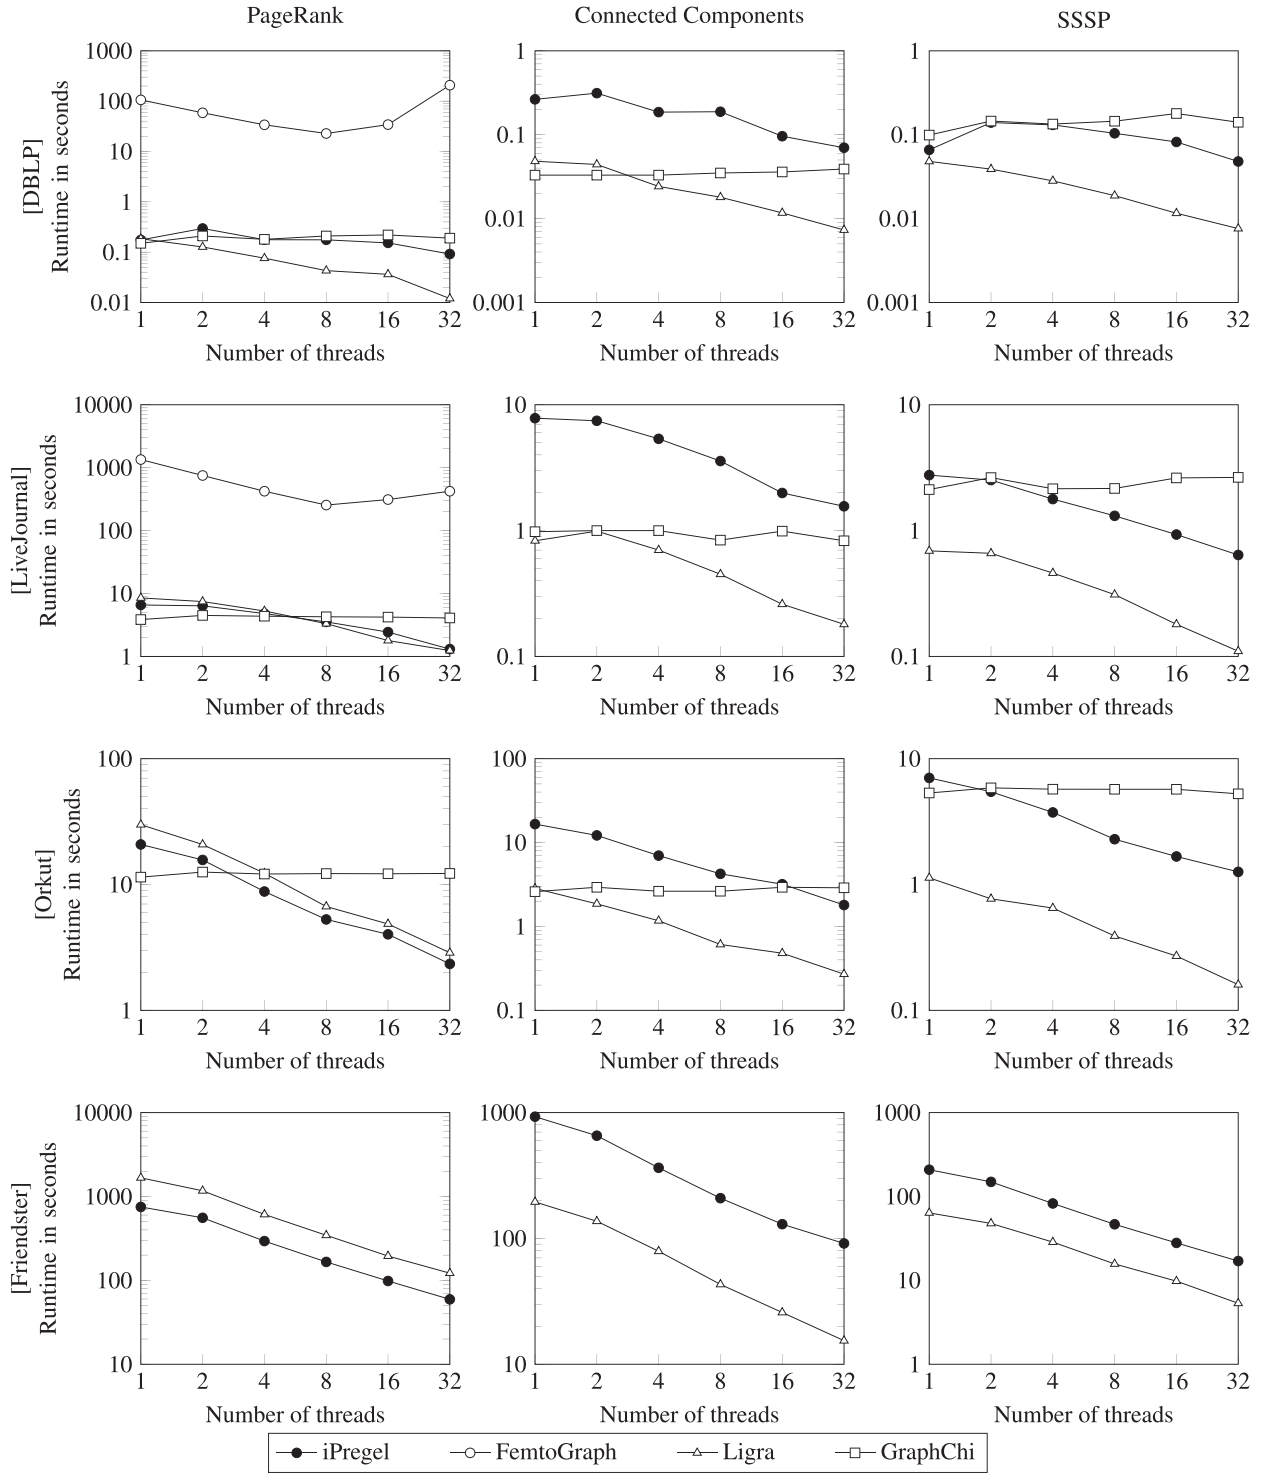 PageRank
Connected Components
SSSP
[DBLP]
Runtime in seconds
1000
100
10
1
0.1
0.01
1 2 4 8 16 32
Number of threads
1
0.1
0.01
0.001
1 2 4 8 16 32
Number of threads
1
0.1
0.01
0.001
1 2 4 8 16 32
Number of threads
[LiveJournal]
Runtime in seconds
10000
1000
100
10
1
1 2 4 8 16 32
Number of threads
10
1
0.1
1 2 4 8 16 32
Number of threads
10
1
0.1
1 2 4 8 16 32
Number of threads
[Orkut]
Runtime in seconds
100
10
1
1 2 4 8 16 32
Number of threads
100
10
1
0.1
1 2 4 8 16 32
Number of threads
10
1
0.1
1 2 4 8 16 32
Number of threads
[Friendster]
Runtime in seconds
10000
1000
100
10
1 2 4 8 16 32
Number of threads
1000
100
10
1 2 4 8 16 32
Number of threads
1000
100
10
1
1 2 4 8 16 32
Number of threads
iPregel FemtoGraph Ligra GraphChi